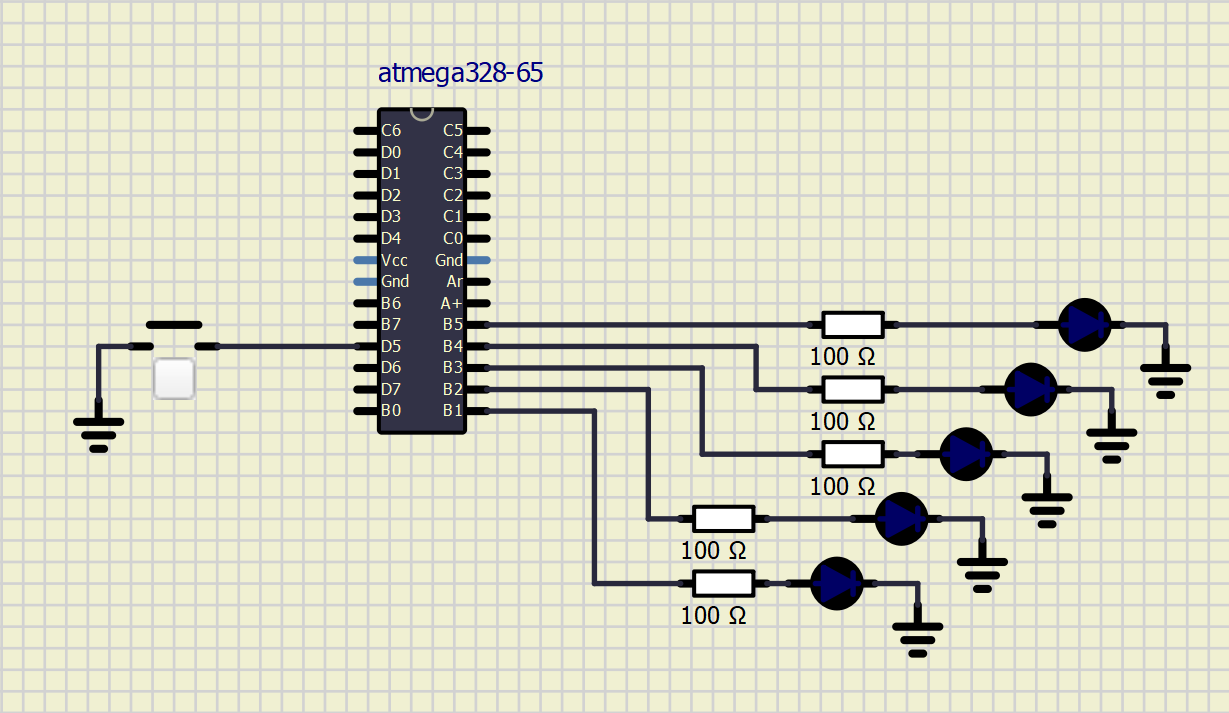 atmega328-65
C6 C5
D0 C4
D1 C3
D2 C2
D3 C1
D4 C0
Vcc Gnd
Gnd Ar
B6 A+
B7 B5
D5 B4
D6 B3
D7 B2
B0 B1
100 Ω
100 Ω
100 Ω
100 Ω
100 Ω